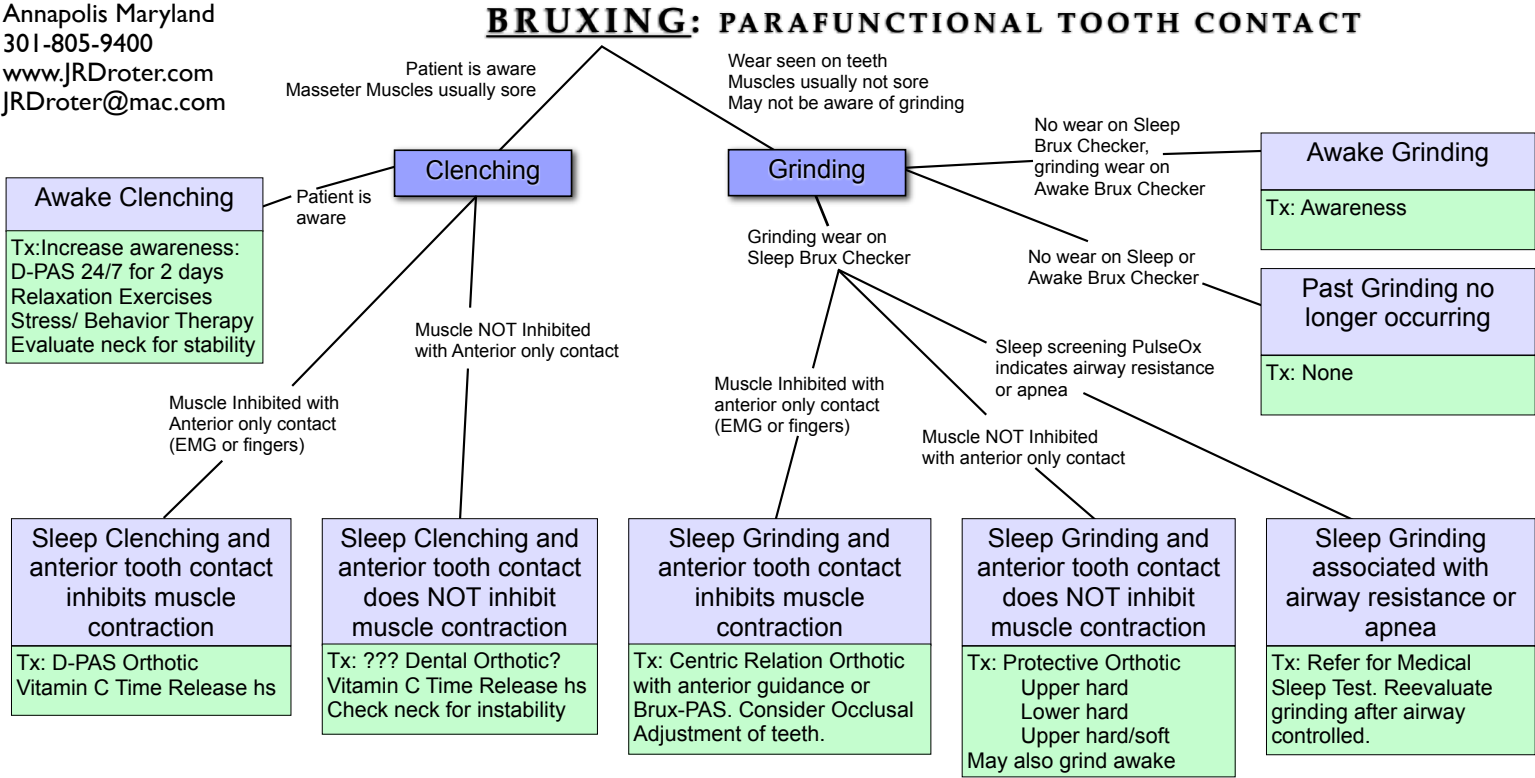 Annapolis Maryland
301-805-9400
www.JRDroter.com
JRDroter@mac.com
BRUXING: PARAFUNCTIONAL TOOTH CONTACT
Patient is aware
Masseter Muscles usually sore
Wear seen on teeth
Muscles usually not sore
May not be aware of grinding
Clenching
Grinding
Patient is
aware
Awake Clenching
Tx:Increase awareness:
D-PAS 24/7 for 2 days
Relaxation Exercises
Stress/ Behavior Therapy
Evaluate neck for stability
No wear on Sleep
Brux Checker,
grinding wear on
Awake Brux Checker
Awake Grinding
Tx: Awareness
Grinding wear on
Sleep Brux Checker
No wear on Sleep or
Awake Brux Checker
Past Grinding no
longer occurring
Tx: None
Muscle Inhibited with
Anterior only contact
(EMG or fingers)
Muscle NOT Inhibited
with Anterior only contact
Muscle Inhibited with
anterior only contact
(EMG or fingers)
Muscle NOT Inhibited
with anterior only contact
Sleep screening PulseOx
indicates airway resistance
or apnea
Sleep Clenching and
anterior tooth contact
inhibits muscle
contraction
Tx: D-PAS Orthotic
Vitamin C Time Release hs
Sleep Clenching and
anterior tooth contact
does NOT inhibit
muscle contraction
Tx: ??? Dental Orthotic?
Vitamin C Time Release hs
Check neck for instability
Sleep Grinding and
anterior tooth contact
inhibits muscle
contraction
Tx: Centric Relation Orthotic
with anterior guidance or
Brux-PAS. Consider Occlusal
Adjustment of teeth.
Sleep Grinding and
anterior tooth contact
does NOT inhibit
muscle contraction
Tx: Protective Orthotic
Upper hard
Lower hard
Upper hard/soft
May also grind awake
Sleep Grinding
associated with
airway resistance or
apnea
Tx: Refer for Medical
Sleep Test. Reevaluate
grinding after airway
controlled.